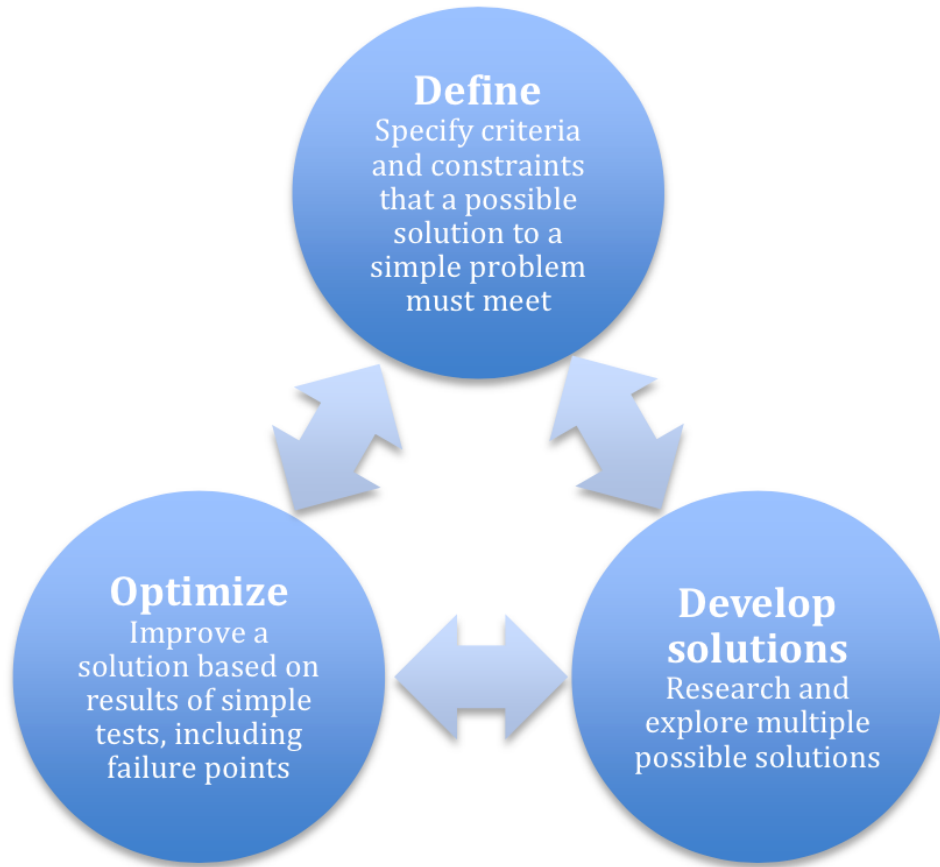 Define
Specify criteria
and constraints
that a possible
solution to a
simple problem
must meet
Optimize
Improve a
solution based on
results of simple
tests, including
failure points
Develop
solutions
Research and
explore multiple
possible solutions